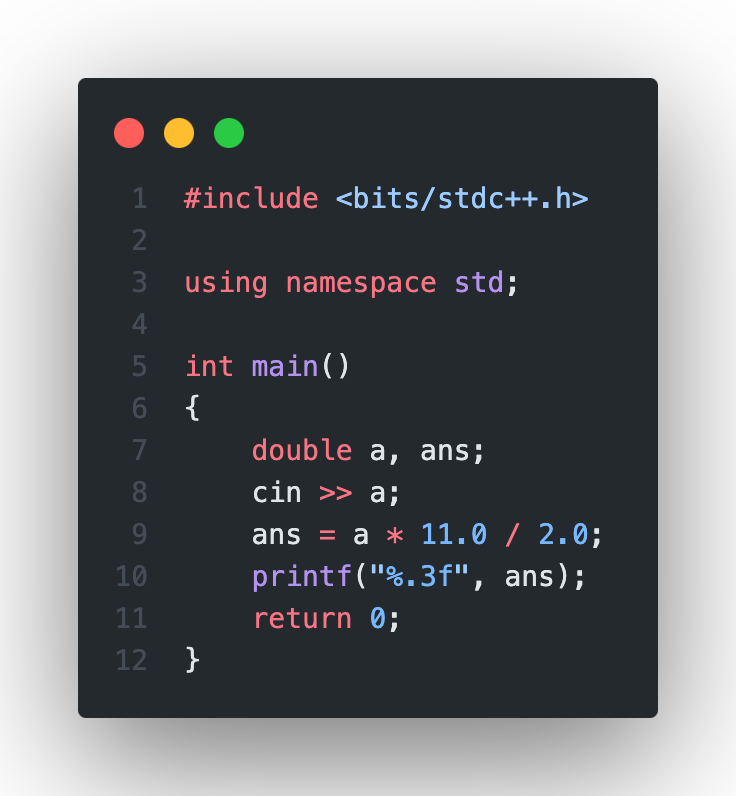 1 #include <bits/stdc++.h>
2
3 using namespace std;
4
5 int main()
6 {
7     double a, ans;
8     cin >> a;
9     ans = a * 11.0 / 2.0;
10     printf("%.3f", ans);
11     return 0;
12 }